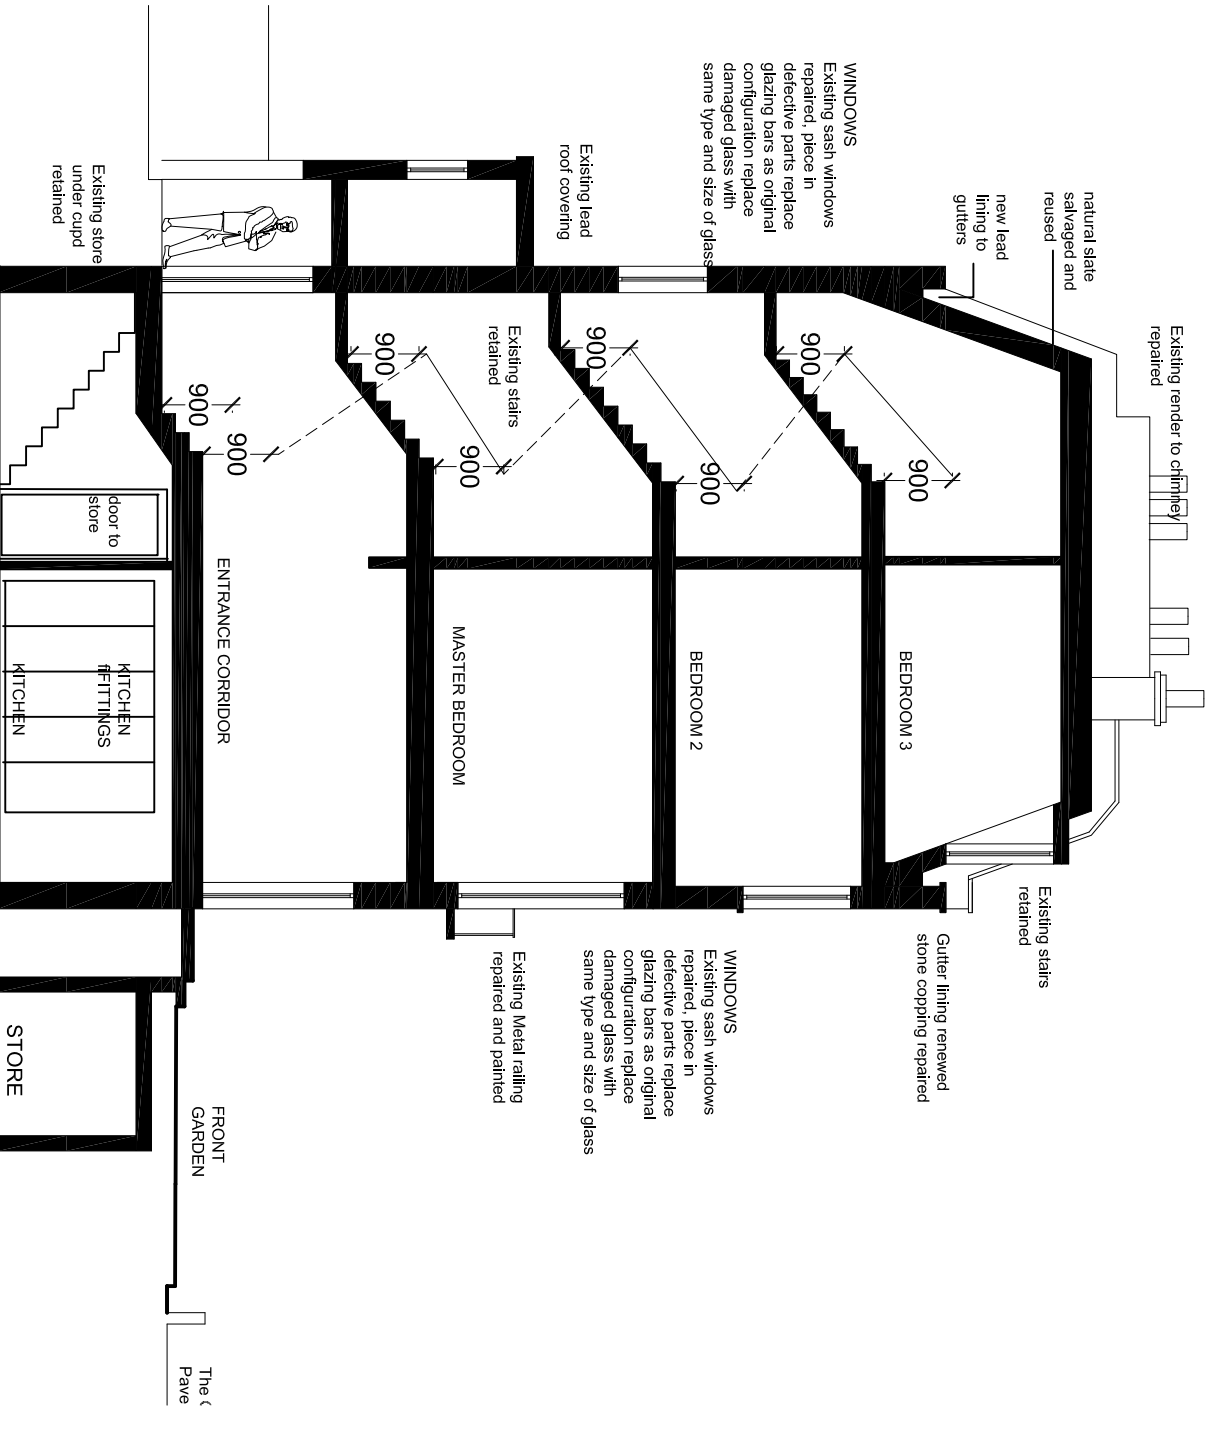 Existing render to chimney
repaired
natural slate
salvaged and
reused
new lead
lining to
gutters
WINDOWS
Existing sash windows
repaired, piece in
defective parts replace
glazing bars as original
configuration replace
damaged glass with
same type and size of glass
Existing lead
roof covering
Existing store
under cupd
retained
Existing stairs
retained
Gutter lining renewed
stone copping repaired
900
900
BEDROOM 3
900
900
BEDROOM 2
Existing stairs
retained
900
900
MASTER BEDROOM
WINDOWS
Existing sash windows
repaired, piece in
defective parts replace
glazing bars as original
configuration replace
damaged glass with
same type and size of glass
Existing Metal railing
repaired and painted
900
900
ENTRANCE CORRIDOR
FRONT
GARDEN
The
Pave
door to
store
KITCHEN
fFITTINGS
KITCHEN
STORE